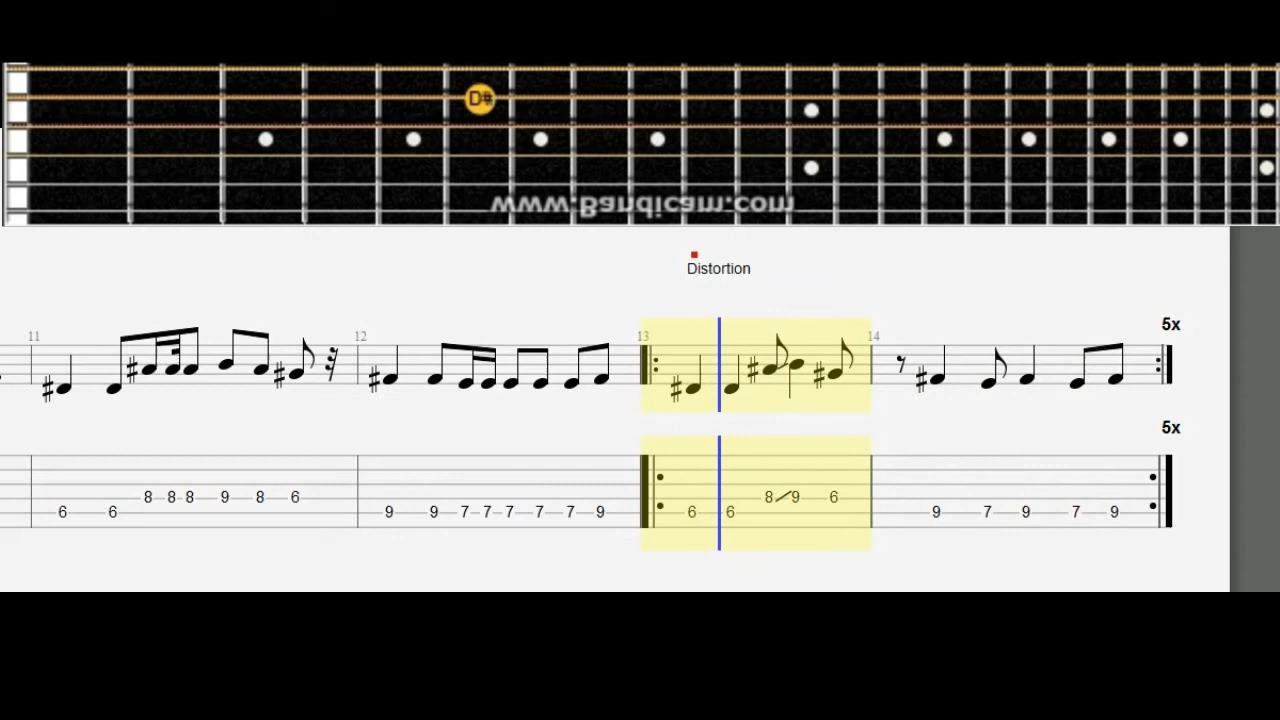 D#
www.Bandicam.com
Distortion
11 12 13 14 5x
5x
8 8 8 9 8 6 8 9 6
6 6 9 9 7 7 7 7 7 9 6 6 9 7 9 7 9